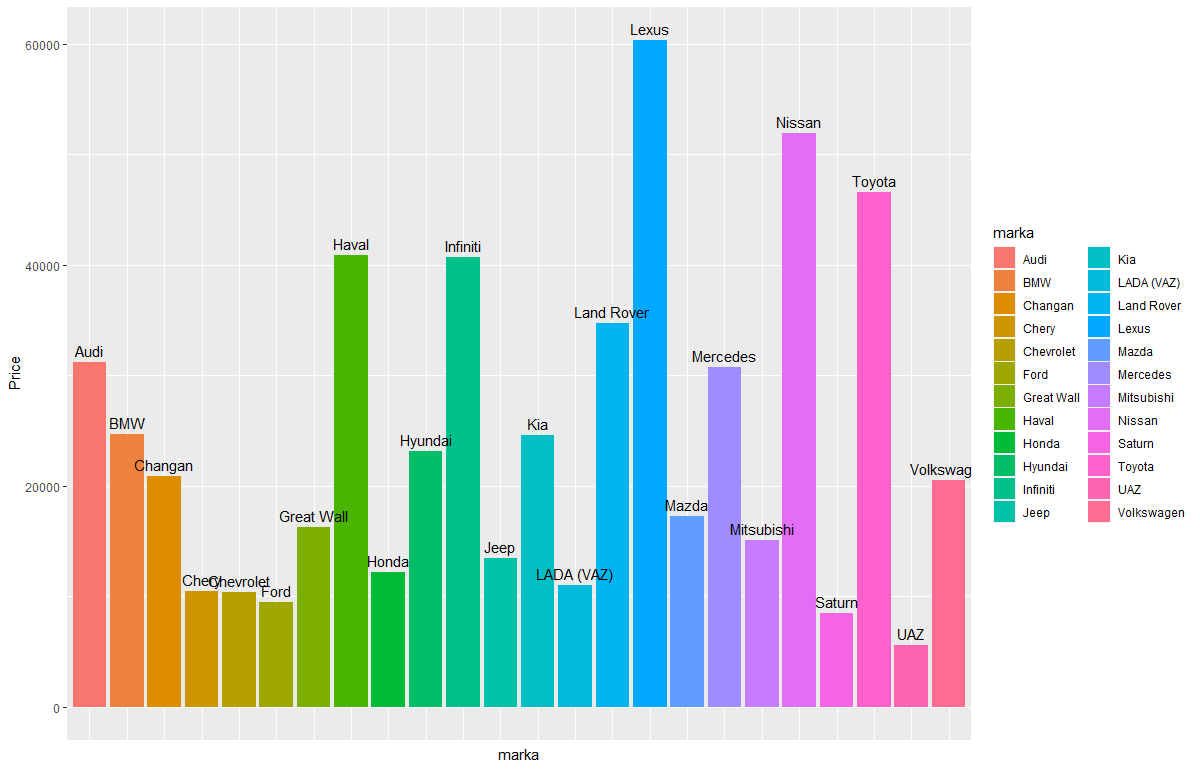 Price
60000
40000
20000
0
Audi
BMW
Changan
Chery
Chevrolet
Ford
Great Wall
Haval
Honda
Hyundai
Infiniti
Jeep
Kia
LADA (VAZ)
Land Rover
Lexus
Mazda
Mercedes
Mitsubishi
Nissan
Saturn
Toyota
UAZ
Volkswag
marka
marka
Audi
BMW
Changan
Chery
Chevrolet
Ford
Great Wall
Haval
Honda
Hyundai
Infiniti
Jeep
Kia
LADA (VAZ)
Land Rover
Lexus
Mazda
Mercedes
Mitsubishi
Nissan
Saturn
Toyota
UAZ
Volkswagen